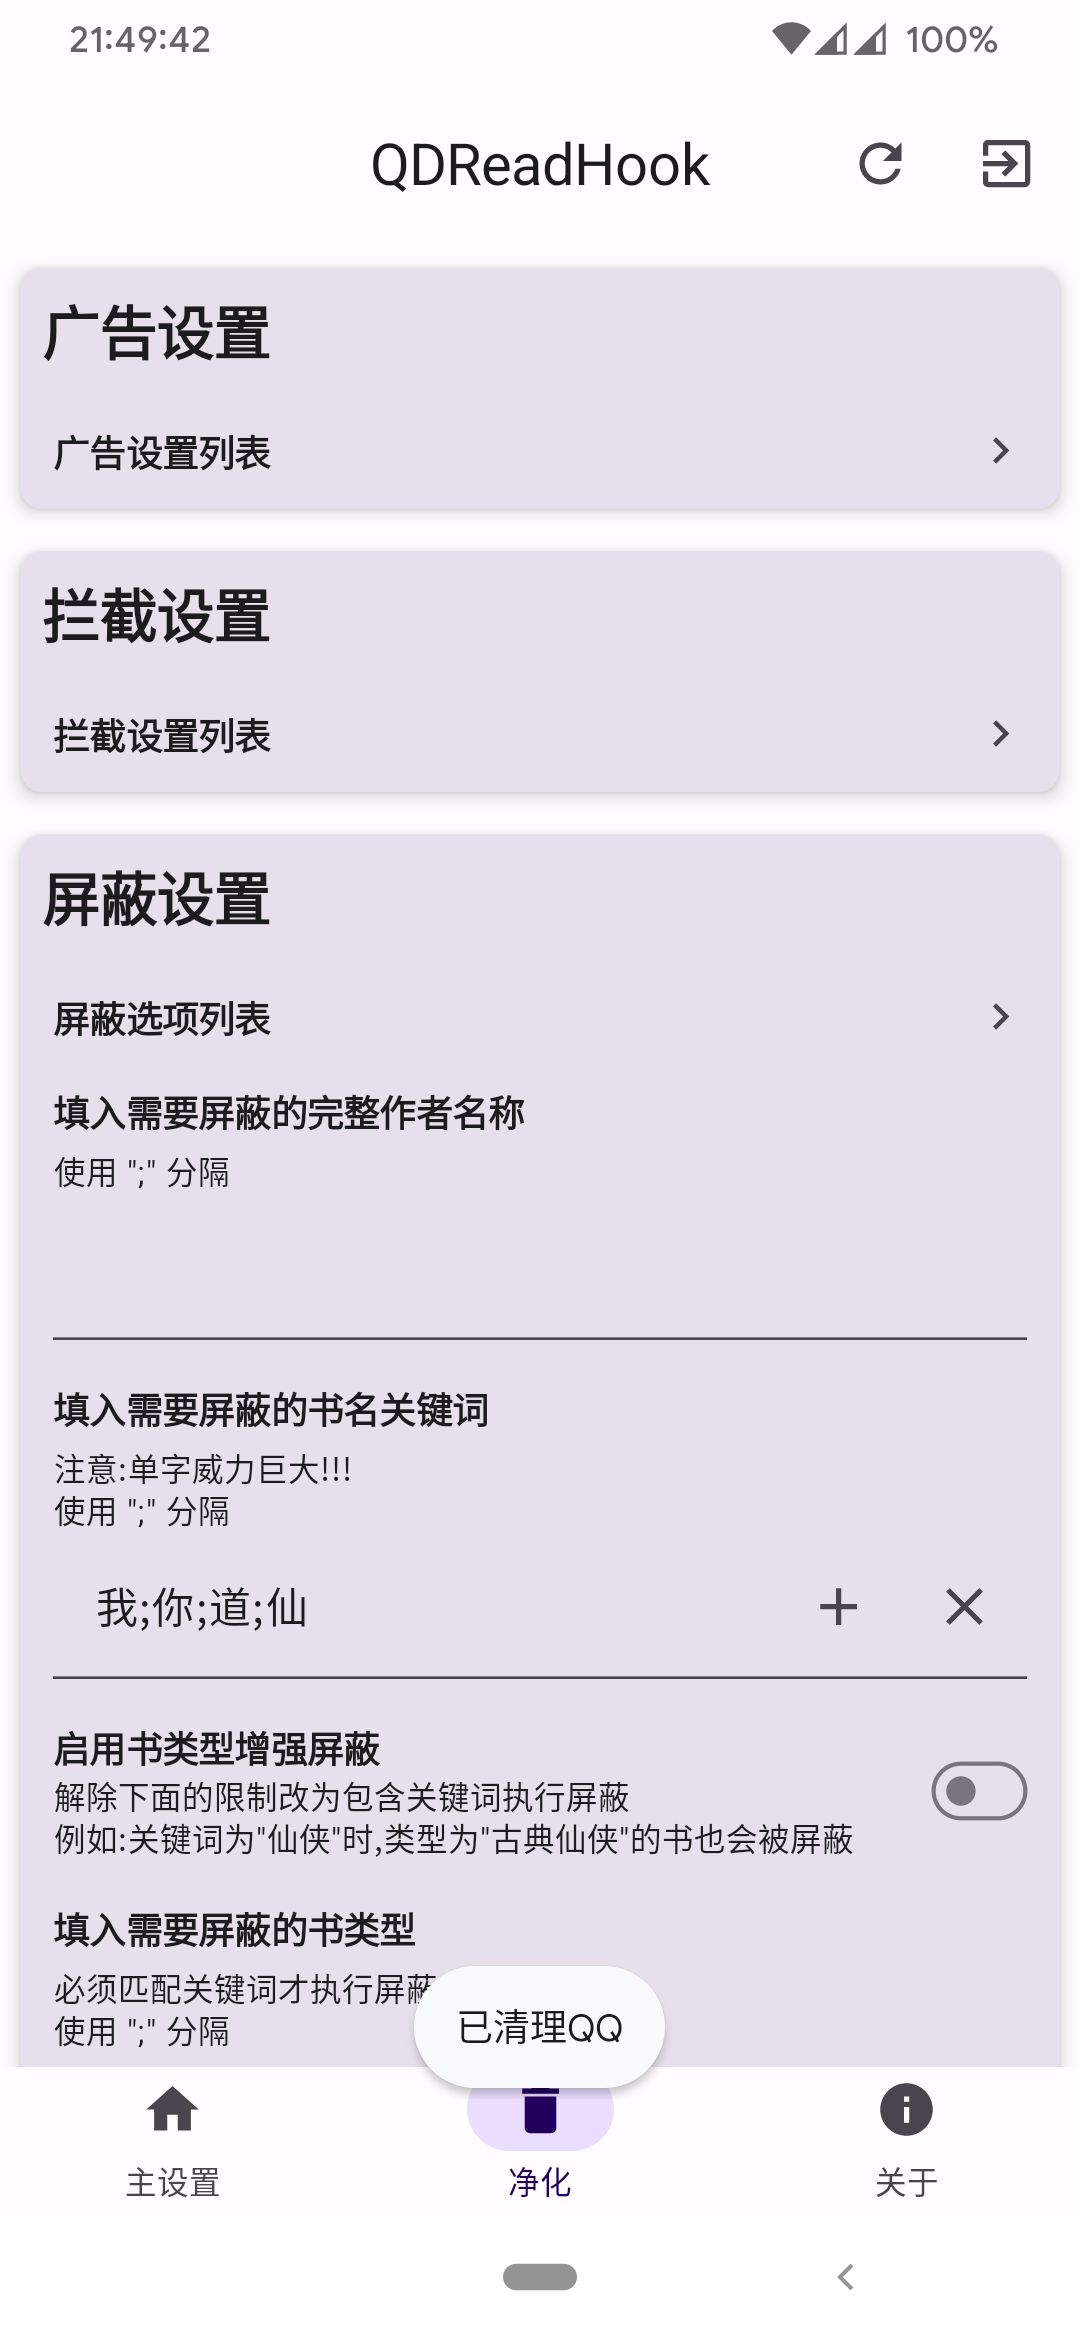 21:49:42
100%
QDReadHook
广告设置
广告设置列表
拦截设置
拦截设置列表
屏蔽设置
屏蔽选项列表
填入需要屏蔽的完整作者名称
使用 ";" 分隔
填入需要屏蔽的书名关键词
注意:单字威力巨大!!!
使用 ";" 分隔
我;你;道;仙
启用书类型增强屏蔽
解除下面的限制改为包含关键词执行屏蔽
例如:关键词为"仙侠"时,类型为"古典仙侠"的书也会被屏蔽
填入需要屏蔽的书类型
必须匹配关键词才执行屏蔽
使用 ";" 分隔
已清理QQ
主设置
净化
关于